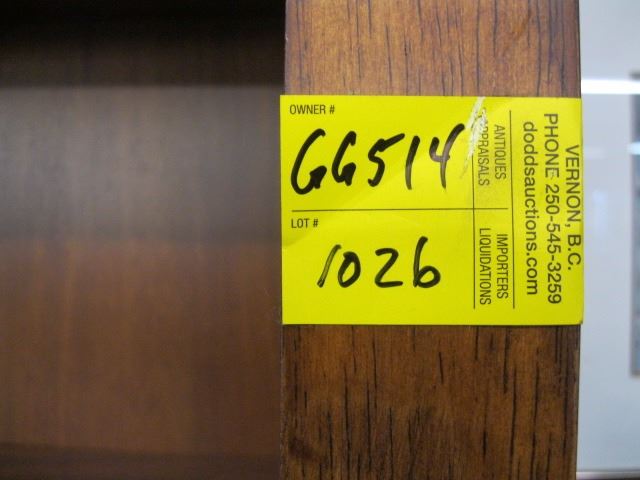 OWNER #
GG514
LOT #
1026
ANTIQUES
APPRAISALS
IMPORTERS
LIQUIDATIONS
VERNON, B.C.
PHONE 250-545-3259
doddsauctions.com